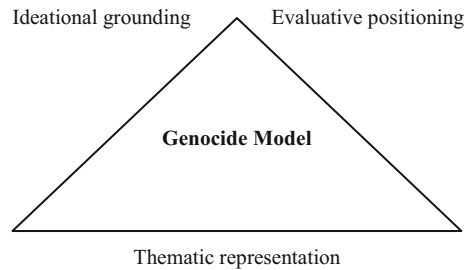 Ideational grounding
Evaluative positioning
Genocide Model
Thematic representation